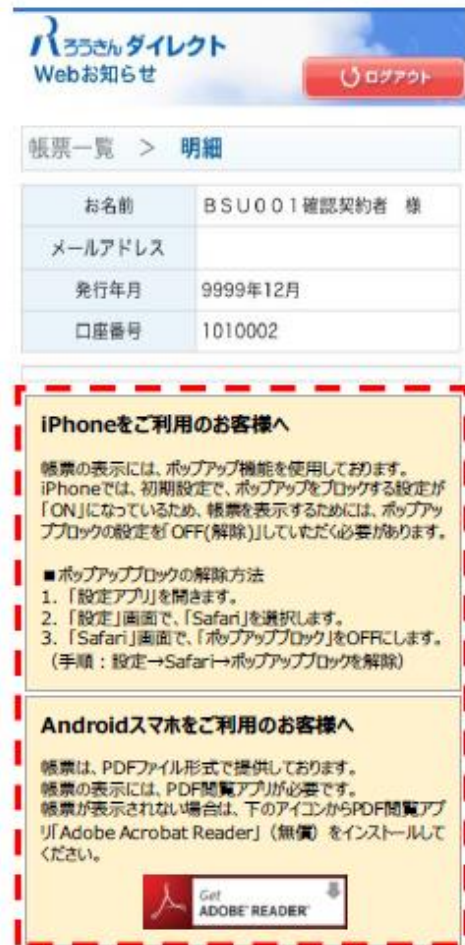 ろうきんダイレクト
Webお知らせ
ログアウト
帳票一覧 > 明細
お名前 BSU001確認契約者 様
メールアドレス
発行年月 9999年12月
口座番号 1010002
iPhoneをご利用のお客様へ
帳票の表示には、ポップアップ機能を使用しております。
iPhoneでは、初期設定で、ポップアップをブロックする設定が
「ON」になっているため、帳票を表示するためには、ポップアッ
プブロックの設定を「OFF(解除)」していただく必要があります。
■ポップアップブロックの解除方法
1.「設定アプリ」を開きます。
2.「設定」画面で、「Safari」を選択します。
3.「Safari」画面で、「ポップアップブロック」をOFFにします。
(手順:設定→Safari→ポップアップブロックを解除)
Androidスマホをご利用のお客様へ
帳票は、PDFファイル形式で提供しております。
帳票の表示には、PDF閲覧アプリが必要です。
帳票が表示されない場合は、下のアイコンからPDF閲覧アプ
リ「Adobe Acrobat Reader」(無償)をインストールして
ください。
Get
ADOBE® READER®